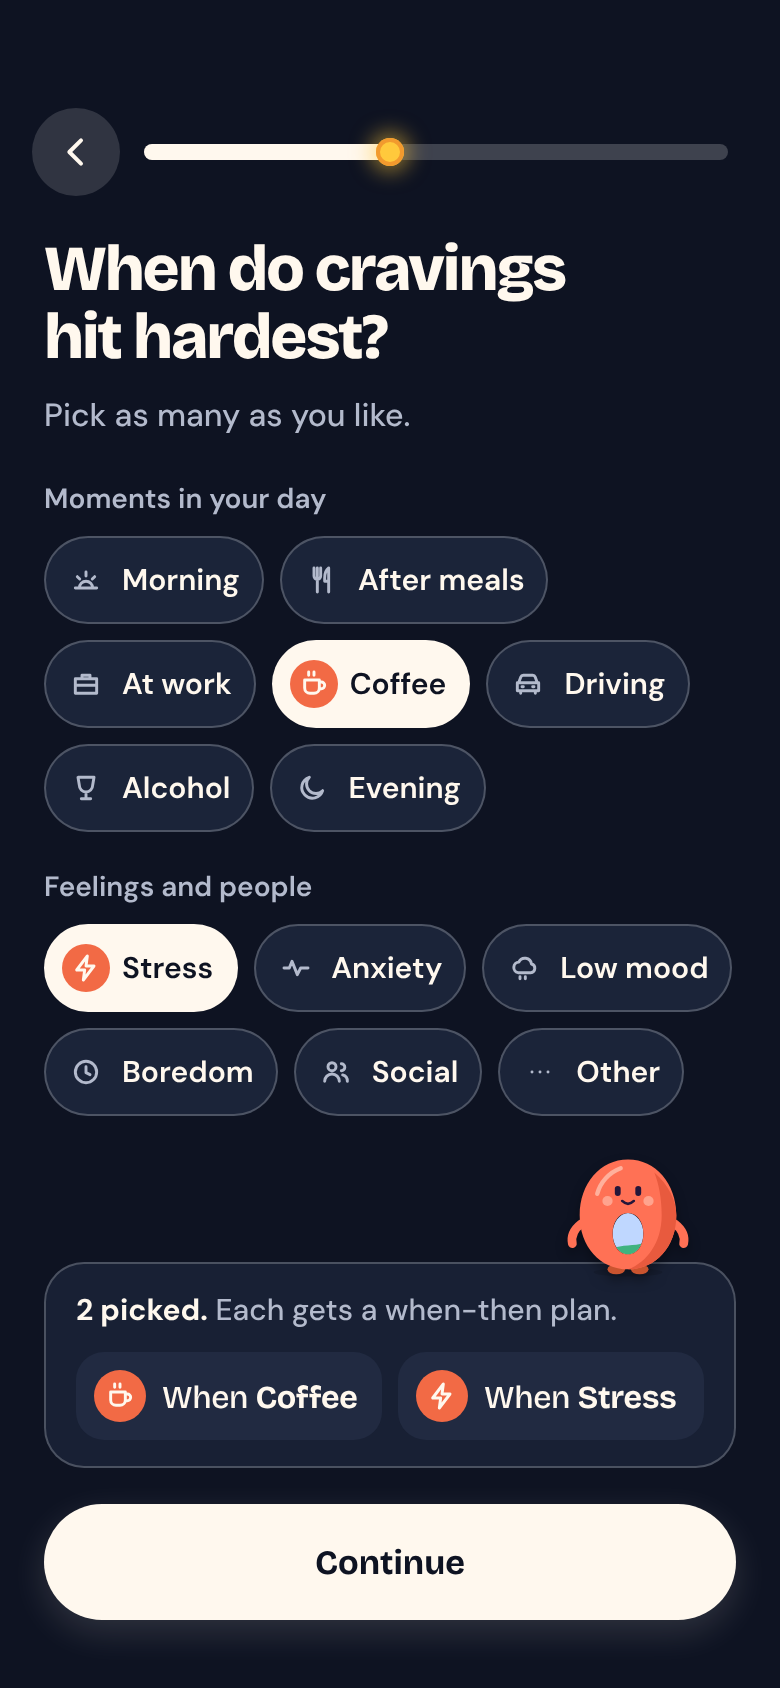 When do cravings
hit hardest?
Pick as many as you like.
Moments in your day
Morning
After meals
At work
Coffee
Driving
Alcohol
Evening
Feelings and people
Stress
Anxiety
Low mood
Boredom
Social
Other
2 picked. Each gets a when-then plan.
When Coffee
When Stress
Continue